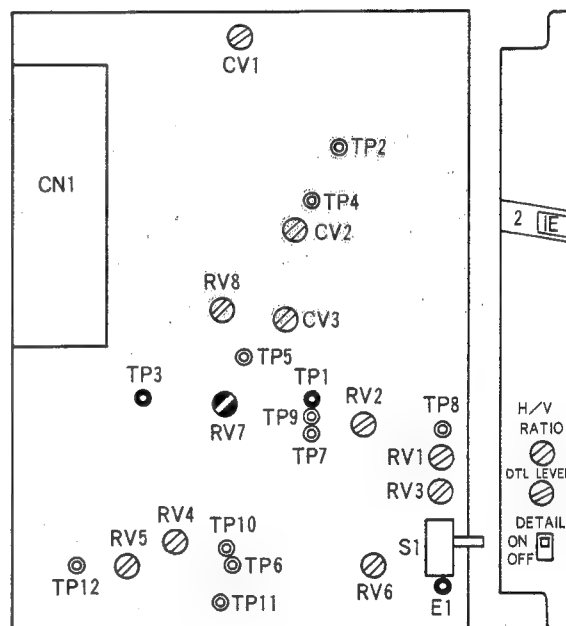 CV1
TP2
CN1
TP4
2 IE
CV2
RV8
CV3
TP5
TP3
TP1
RV2
H/V
RATIO
TP9
TP8
RV7
TP7
RV1
DTL LEVEL
RV3
RV4
TP10
DETAIL
RV5
S1
ON
OFF
TP6
TP12
RV6
TP11
E1